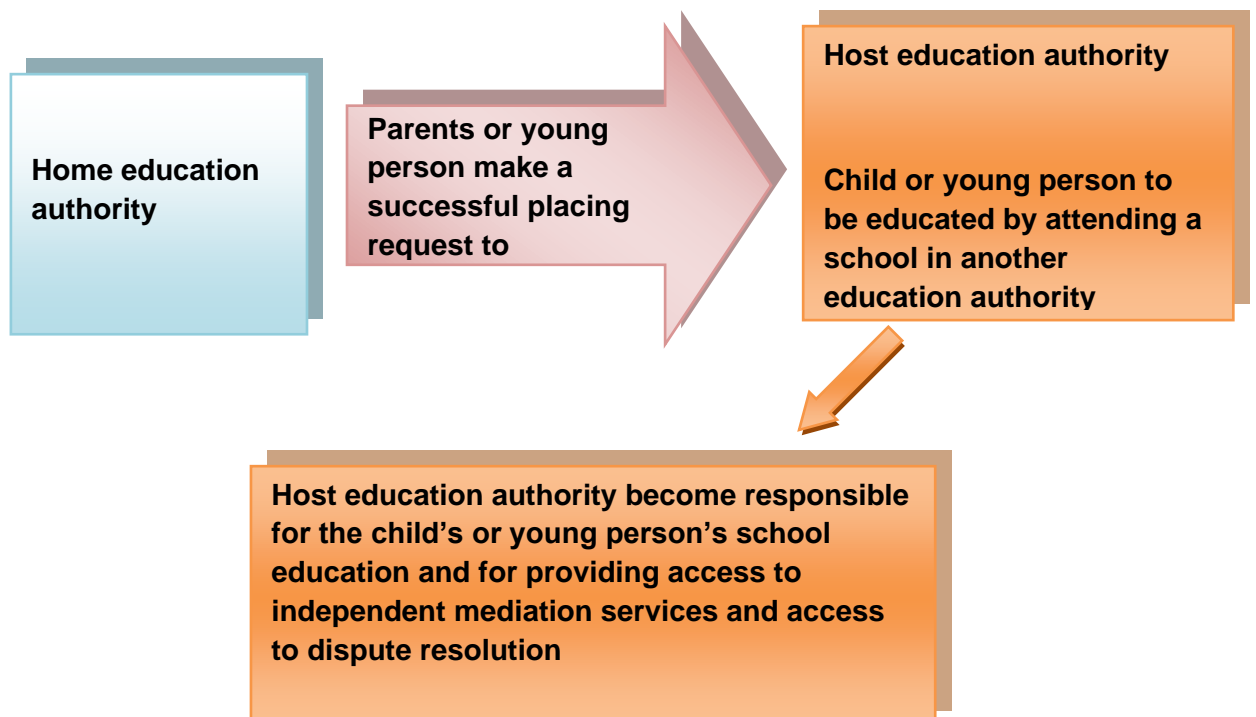 Home education
authority
Parents or young
person make a
successful placing
request to
Host education authority
Child or young person to
be educated by attending a
school in another
education authority
Host education authority become responsible
for the child’s or young person’s school
education and for providing access to
independent mediation services and access
to dispute resolution